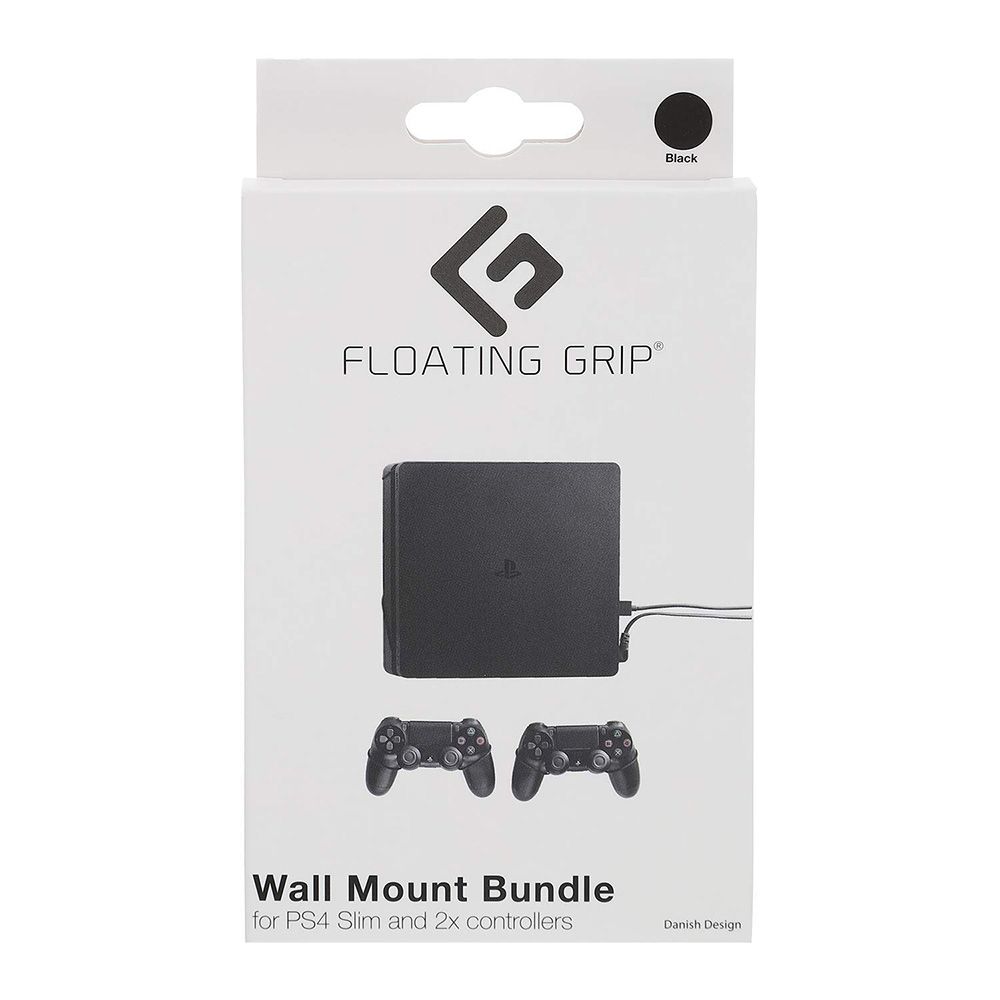 Black
FLOATING GRIP®
Wall Mount Bundle
for PS4 Slim and 2x controllers
Danish Design